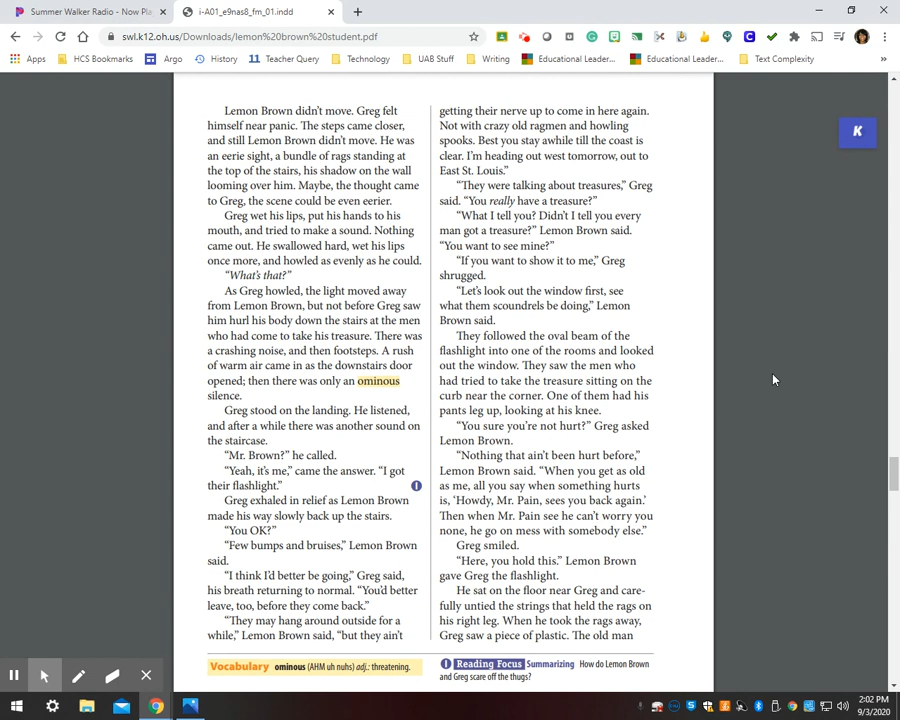 Summer Walker Radio - Now Pla
i-A01_e9nas8_fm_01.indd
swl.k12.oh.us/Downloads/lemon%20brown%20student.pdf
Apps
HCS Bookmarks
Argo
History
11 Teacher Query
Technology
UAB Stuff
Writing
Educational Leader...
Educational Leader...
Text Complexity
»
K
Lemon Brown didn't move. Greg felt
himself near panic. The steps came closer,
and still Lemon Brown didn't move. He was
an eerie sight, a bundle of rags standing at
the top of the stairs, his shadow on the wall
looming over him. Maybe, the thought came
to Greg, the scene could be even eerier.
Greg wet his lips, put his hands to his
mouth, and tried to make a sound. Nothing
came out. He swallowed hard, wet his lips
once more, and howled as evenly as he could.
“What's that?”
As Greg howled, the light moved away
from Lemon Brown, but not before Greg saw
him hurl his body down the stairs at the men
who had come to take his treasure. There was
a crashing noise, and then footsteps. A rush
of warm air came in as the downstairs door
opened; then there was only an ominous
silence.
Greg stood on the landing. He listened,
and after a while there was another sound on
the staircase.
“Mr. Brown?” he called.
“Yeah, it's me,” came the answer. “I got
their flashlight.”
Greg exhaled in relief as Lemon Brown
made his way slowly back up the stairs.
“You OK?”
“Few bumps and bruises,” Lemon Brown
said.
“I think I'd better be going,” Greg said,
his breath returning to normal. “You'd better
leave, too, before they come back.”
“They may hang around outside for a
while,” Lemon Brown said, “but they ain't
Vocabulary ominous (AHM uh nuhs) adj.: threatening.
getting their nerve up to come in here again.
Not with crazy old ragmen and howling
spooks. Best you stay awhile till the coast is
clear. I'm heading out west tomorrow, out to
East St. Louis.”
“They were talking about treasures,” Greg
said. “You really have a treasure?”
“What I tell you? Didn't I tell you every
man got a treasure?” Lemon Brown said.
“You want to see mine?”
“If you want to show it to me,” Greg
shrugged.
“Let's look out the window first, see
what them scoundrels be doing,” Lemon
Brown said.
They followed the oval beam of the
flashlight into one of the rooms and looked
out the window. They saw the men who
had tried to take the treasure sitting on the
curb near the corner. One of them had his
pants leg up, looking at his knee.
“You sure you're not hurt?” Greg asked
Lemon Brown.
“Nothing that ain't been hurt before,”
Lemon Brown said. “When you get as old
as me, all you say when something hurts
is, ‘Howdy, Mr. Pain, sees you back again.’
Then when Mr. Pain see he can't worry you
none, he go on mess with somebody else.”
Greg smiled.
“Here, you hold this.” Lemon Brown
gave Greg the flashlight.
He sat on the floor near Greg and care-
fully untied the strings that held the rags on
his right leg. When he took the rags away,
Greg saw a piece of plastic. The old man
Reading Focus Summarizing How do Lemon Brown
and Greg scare off the thugs?
2:02 PM
9/3/2020